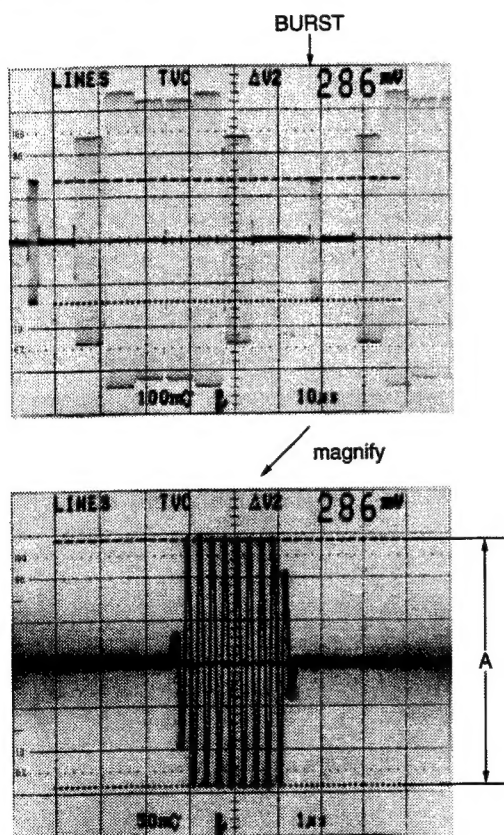 BURST
LINES TVC ΔV2 286mV
100mV 10µs
magnify
LINES TVC ΔV2 286mV
A
50mV 1µs